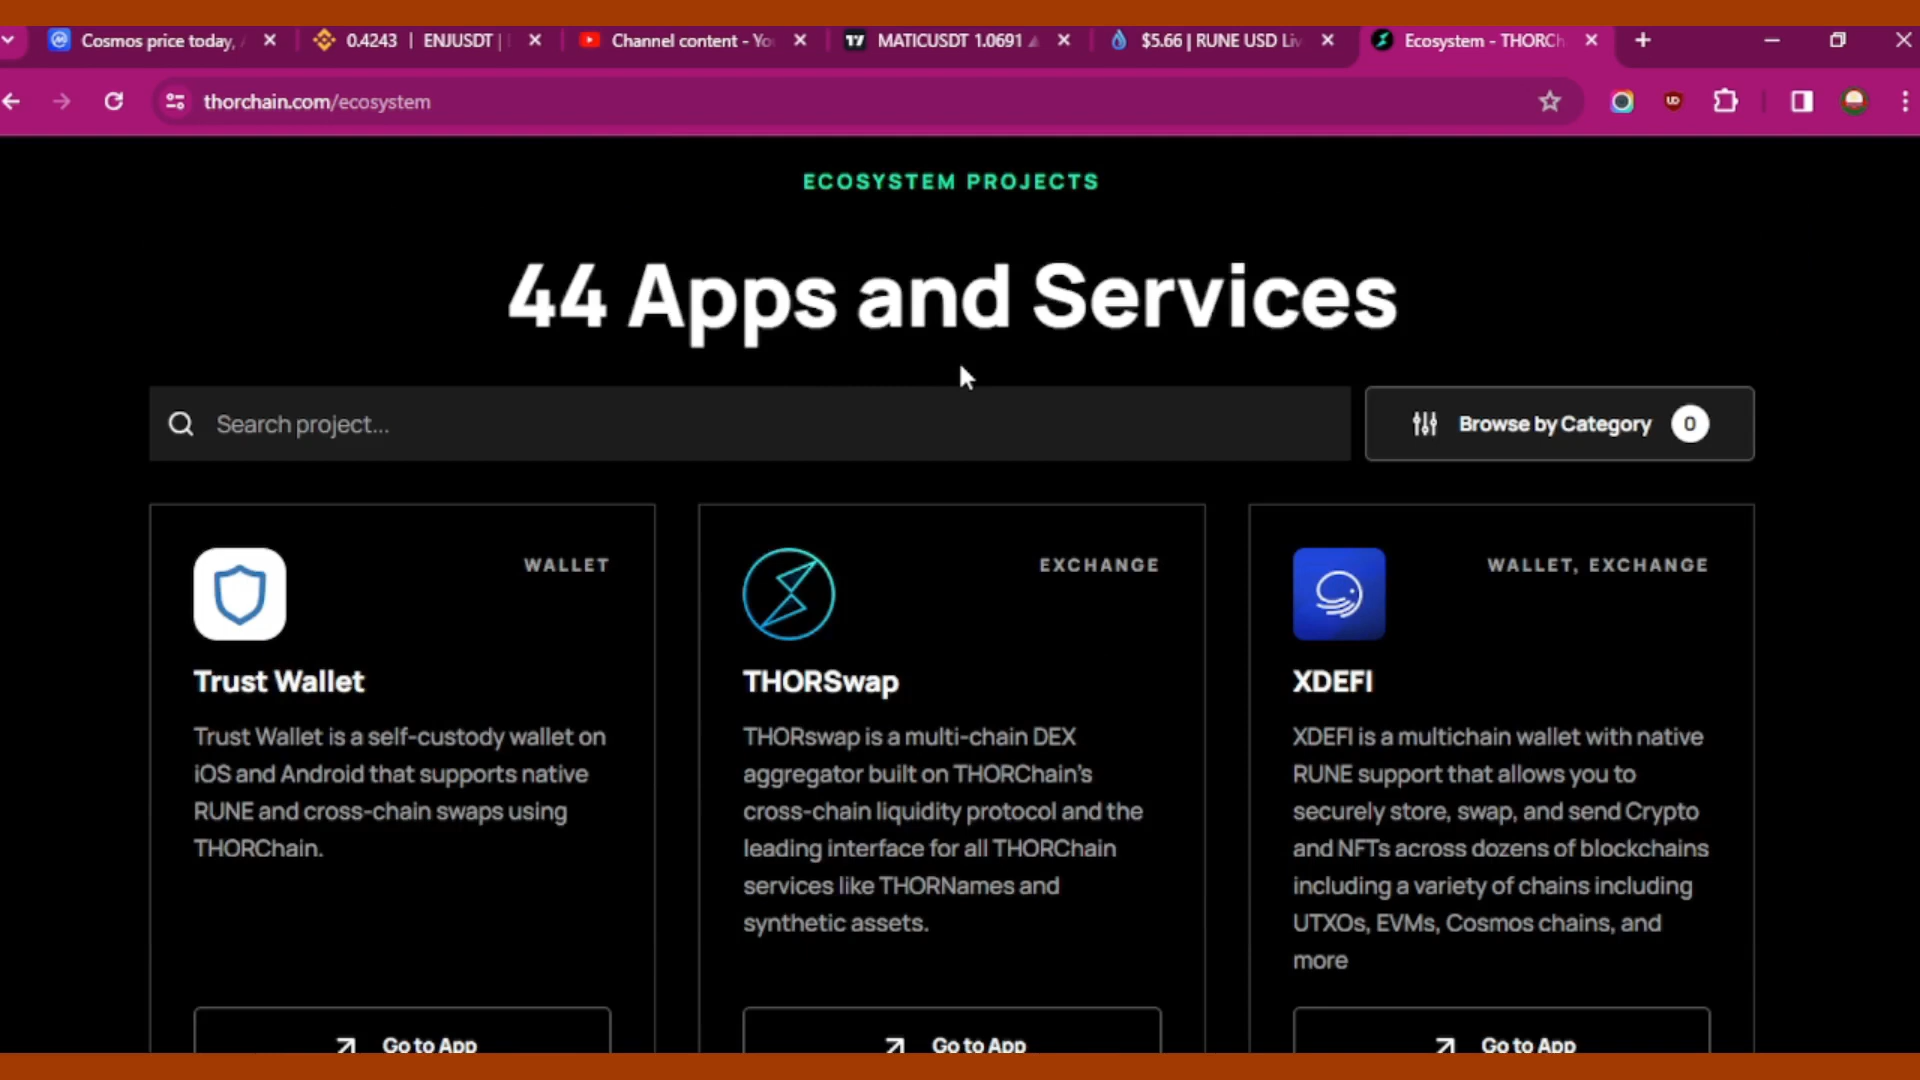 Cosmos price today,
0.4243 | ENJUSDT |
Channel content - Yo
MATICUSDT 1.0691
$5.66 | RUNE USD Liv
Ecosystem - THORCh
thorchain.com/ecosystem
ECOSYSTEM PROJECTS
44 Apps and Services
Search project...
Browse by Category 0
WALLET
Trust Wallet
Trust Wallet is a self-custody wallet on
iOS and Android that supports native
RUNE and cross-chain swaps using
THORChain.
Go to App
EXCHANGE
THORSwap
THORswap is a multi-chain DEX
aggregator built on THORChain's
cross-chain liquidity protocol and the
leading interface for all THORChain
services like THORNames and
synthetic assets.
Go to App
WALLET, EXCHANGE
XDEFI
XDEFI is a multichain wallet with native
RUNE support that allows you to
securely store, swap, and send Crypto
and NFTs across dozens of blockchains
including a variety of chains including
UTXOs, EVMs, Cosmos chains, and
more
Go to App